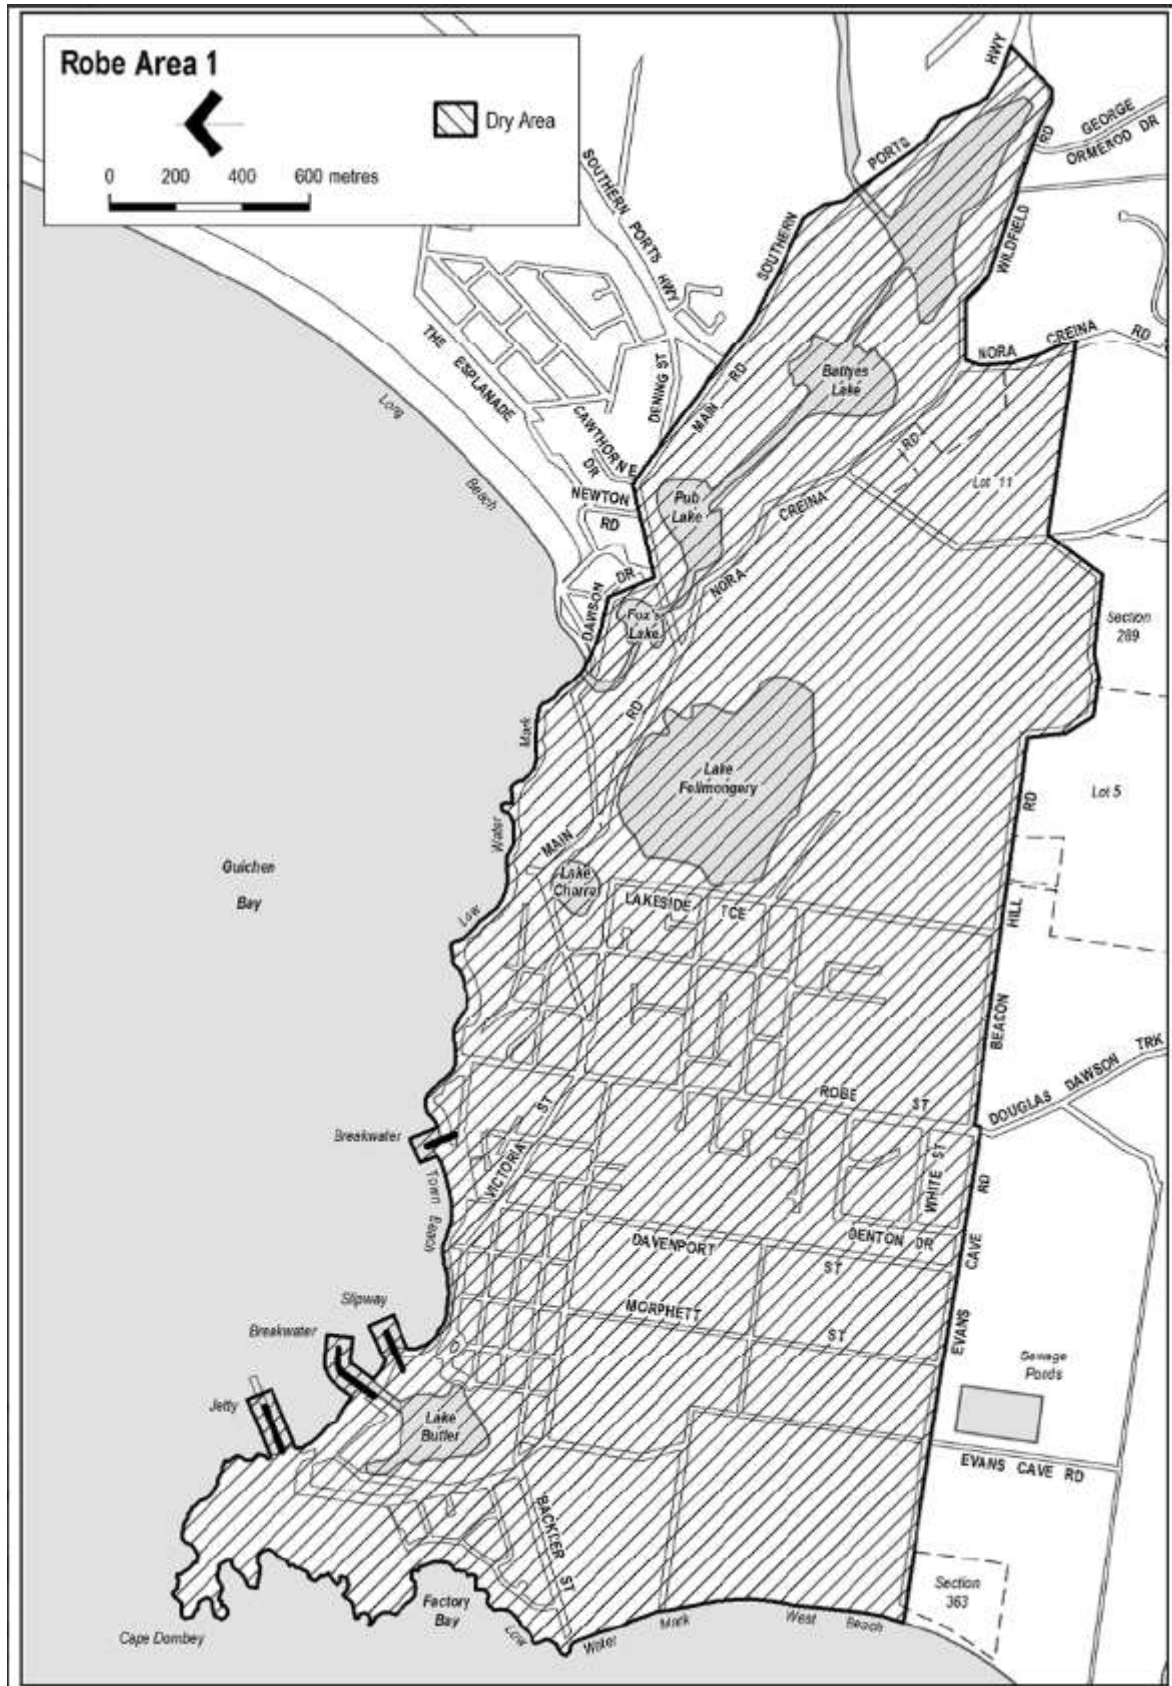 Robe Area 1
Dry Area
0 200 400 600 metres
HWY
PORTS
SOUTHERN
GEORGE
ORMEROD DR
RD
WILDFIELD
SOUTHERN PORTS HWY
NORA CREINA RD
THE ESPLANADE
DENING ST
MAIN RD
Battyes
Lake
Long
Beach
CAWTHORNE
DR
NEWTON
RD
Pub
Lake
NORA CREINA RD
Lot 11
DAWSON DR
Fox's
Lake
Section
289
RD
Lake
Fellmongery
Lot 5
Mark
Water
Low
MAIN
Guichen
Bay
Lake
Charra
LAKESIDE TCE
BEACON HILL RD
ROBE ST
DOUGLAS DAWSON TRK
Breakwater
VICTORIA ST
Town Beach
WHITE ST
DENTON DR
DAVENPORT ST
EVANS CAVE RD
MORPHETT ST
Slipway
Breakwater
Jetty
Lake
Butler
Sewage
Ponds
EVANS CAVE RD
BACKLER ST
Section
363
Factory
Bay
Cape Dombey
Low Water Mark West Beach